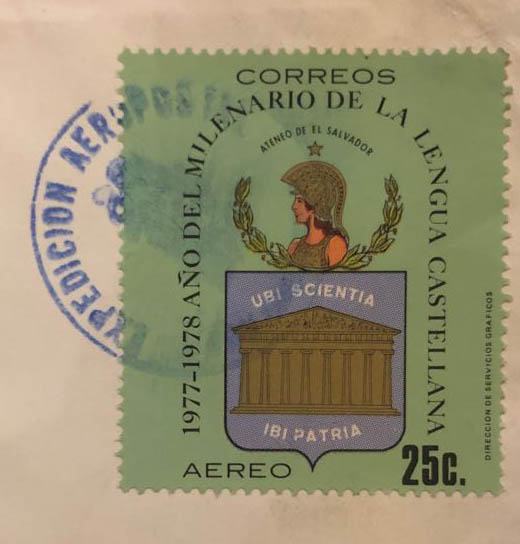 CORREOS
1977-1978 AÑO DEL MILENARIO DE LA LENGUA CASTELLANA
ATENEO DE EL SALVADOR
UBI SCIENTIA
IBI PATRIA
AEREO
25c.
DIRECCION DE SERVICIOS GRAFICOS
EXPEDICION